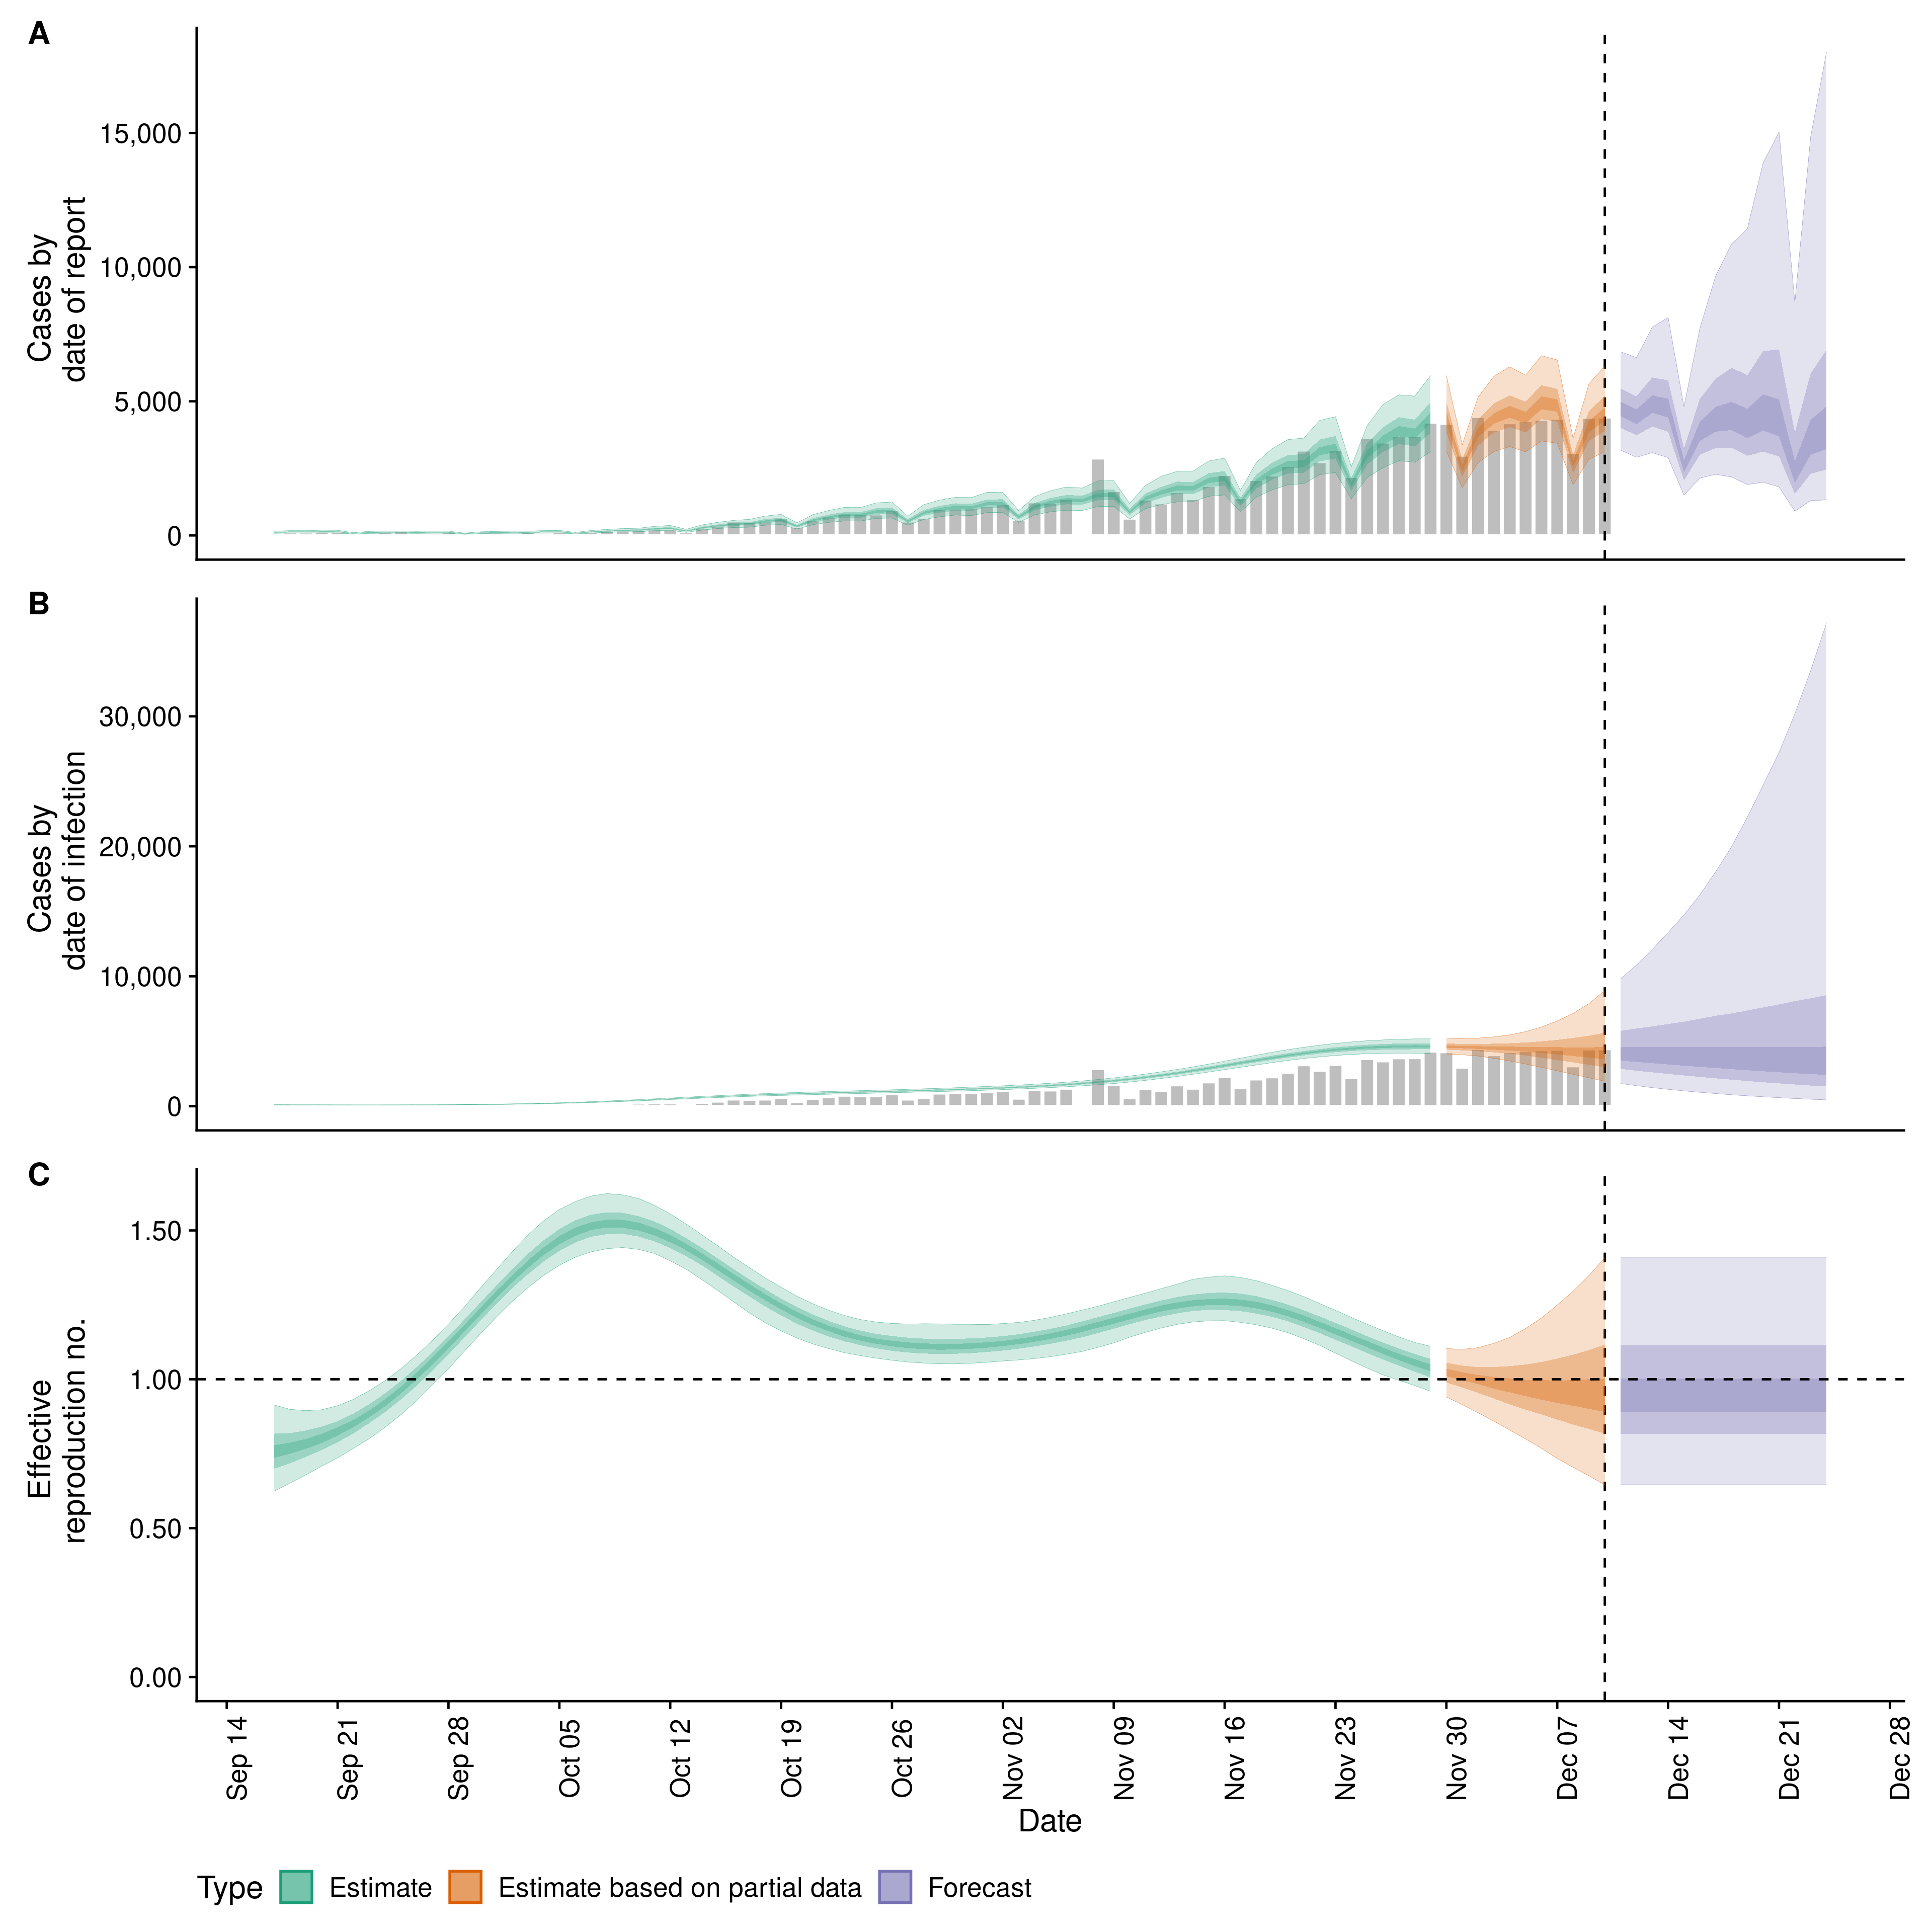 A
Cases by
date of report
15,000
10,000
5,000
0
B
Cases by
date of infection
30,000
20,000
10,000
0
C
Effective
reproduction no.
1.50
1.00
0.50
0.00
Sep 14
Sep 21
Sep 28
Oct 05
Oct 12
Oct 19
Oct 26
Nov 02
Nov 09
Nov 16
Nov 23
Nov 30
Dec 07
Dec 14
Dec 21
Dec 28
Date
Type Estimate Estimate based on partial data Forecast